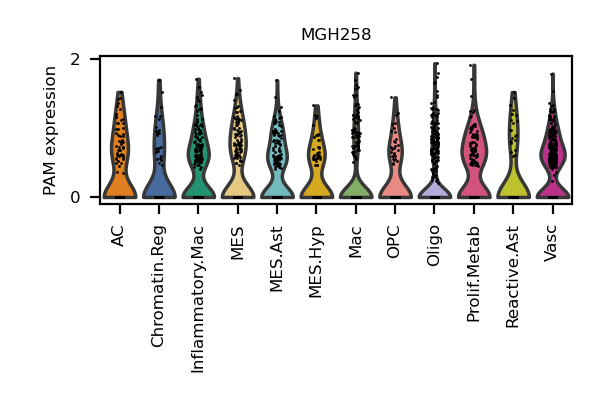 MGH258
PAM expression
2
0
AC
Chromatin.Reg
Inflammatory.Mac
MES
MES.Ast
MES.Hyp
Mac
OPC
Oligo
Prolif.Metab
Reactive.Ast
Vasc